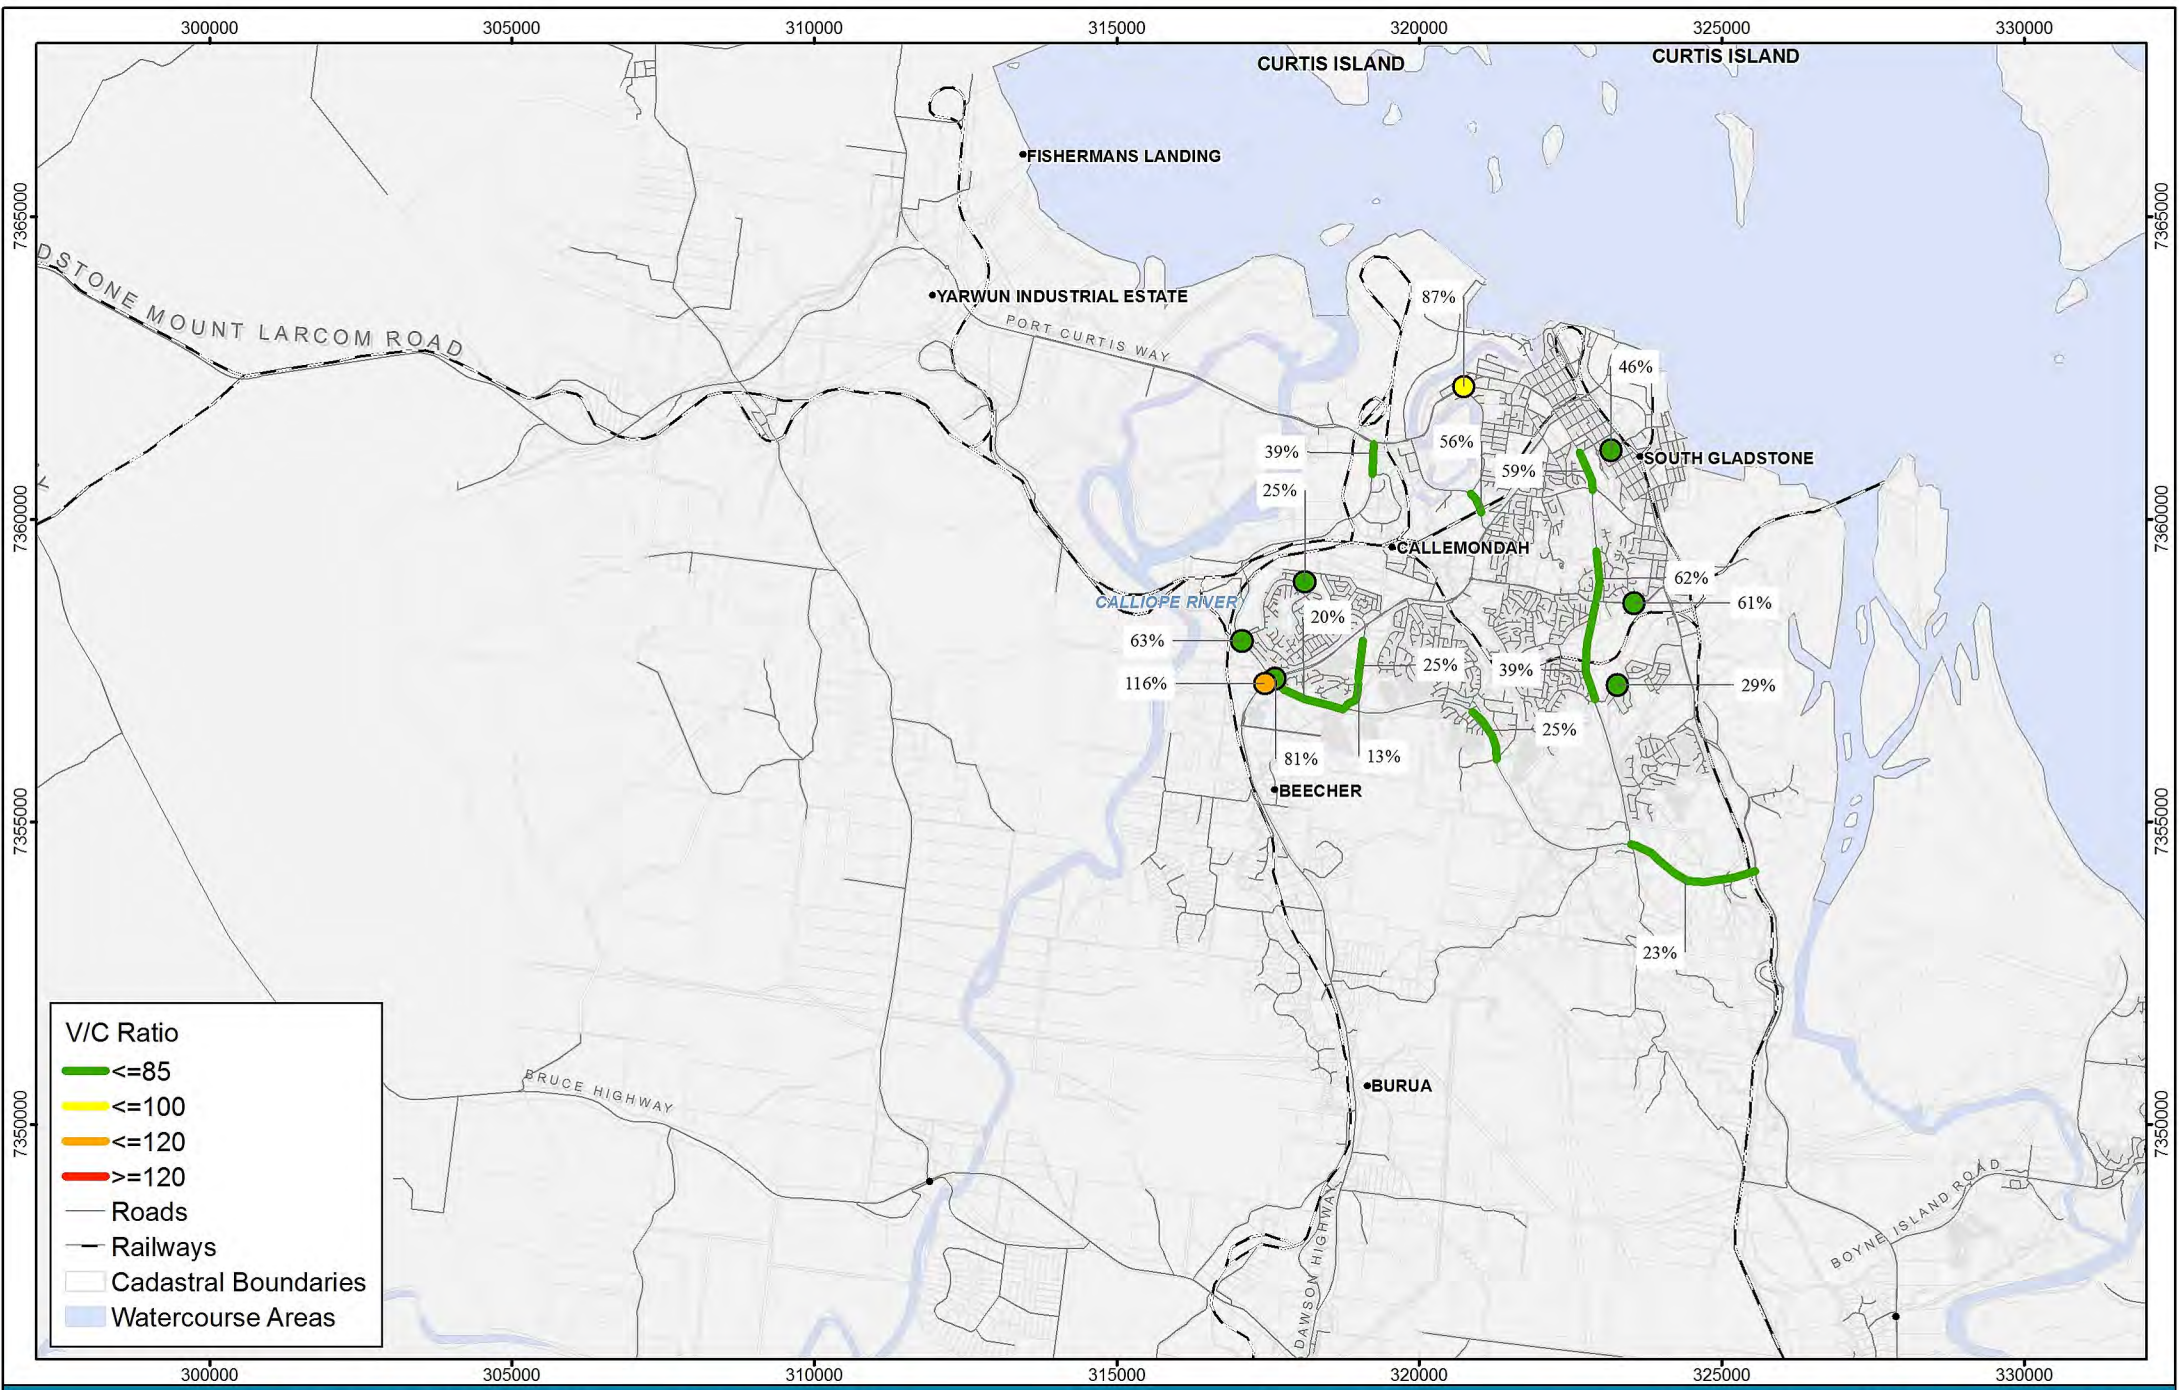 300000
305000
310000
315000
320000
325000
330000
CURTIS ISLAND
CURTIS ISLAND
FISHERMANS LANDING
7365000
7365000
DSTONE MOUNT LARCOM ROAD
YARWUN INDUSTRIAL ESTATE
87%
PORT CURTIS WAY
46%
39%
56%
SOUTH GLADSTONE
59%
25%
7360000
7360000
CALLEMONDAH
62%
CALLIOPE RIVER
61%
20%
63%
25%
39%
116%
29%
25%
81%
13%
BEECHER
7355000
7355000
23%
BURUA
BRUCE HIGHWAY
7350000
7350000
BOYNE ISLAND ROAD
DAWSON HIGHWAY
V/C Ratio
<=85
<=100
<=120
>=120
Roads
Railways
Cadastral Boundaries
Watercourse Areas
300000
305000
310000
315000
320000
325000
330000